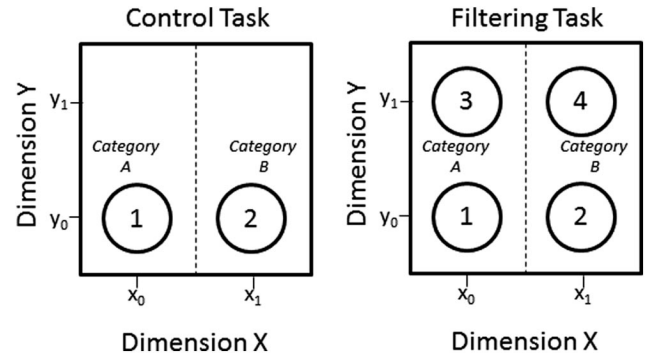 Control Task
Dimension Y
y₁
y₀
Category
A
Category
B
1
2
x₀
x₁
Dimension X
Filtering Task
Dimension Y
y₁
y₀
3
4
Category
A
Category
B
1
2
x₀
x₁
Dimension X